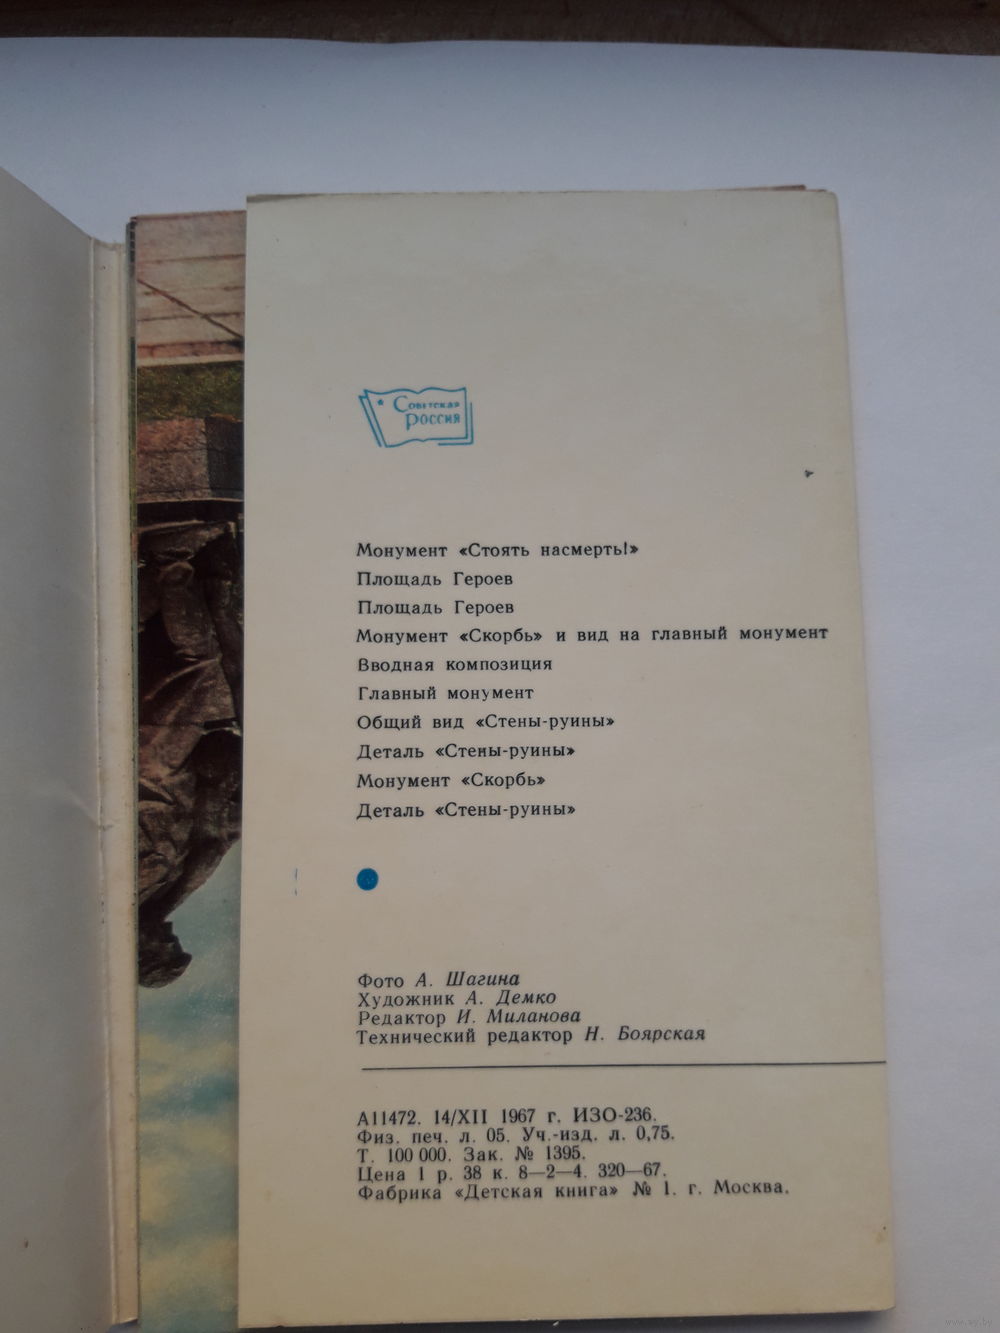 Советская
Россия
Монумент «Стоять насмерть!»
Площадь Героев
Площадь Героев
Монумент «Скорбь» и вид на главный монумент
Вводная композиция
Главный монумент
Общий вид «Стены-руины»
Деталь «Стены-руины»
Монумент «Скорбь»
Деталь «Стены-руины»
Фото А. Шагина
Художник А. Демко
Редактор И. Миланова
Технический редактор Н. Боярская
А11472. 14/XII 1967 г. ИЗО-236.
Физ. печ. л. 05. Уч.-изд. л. 0,75.
Т. 100 000. Зак. № 1395.
Цена 1 р. 38 к. 8—2—4. 320—67.
Фабрика «Детская книга» № 1. г. Москва.
www.ay.by